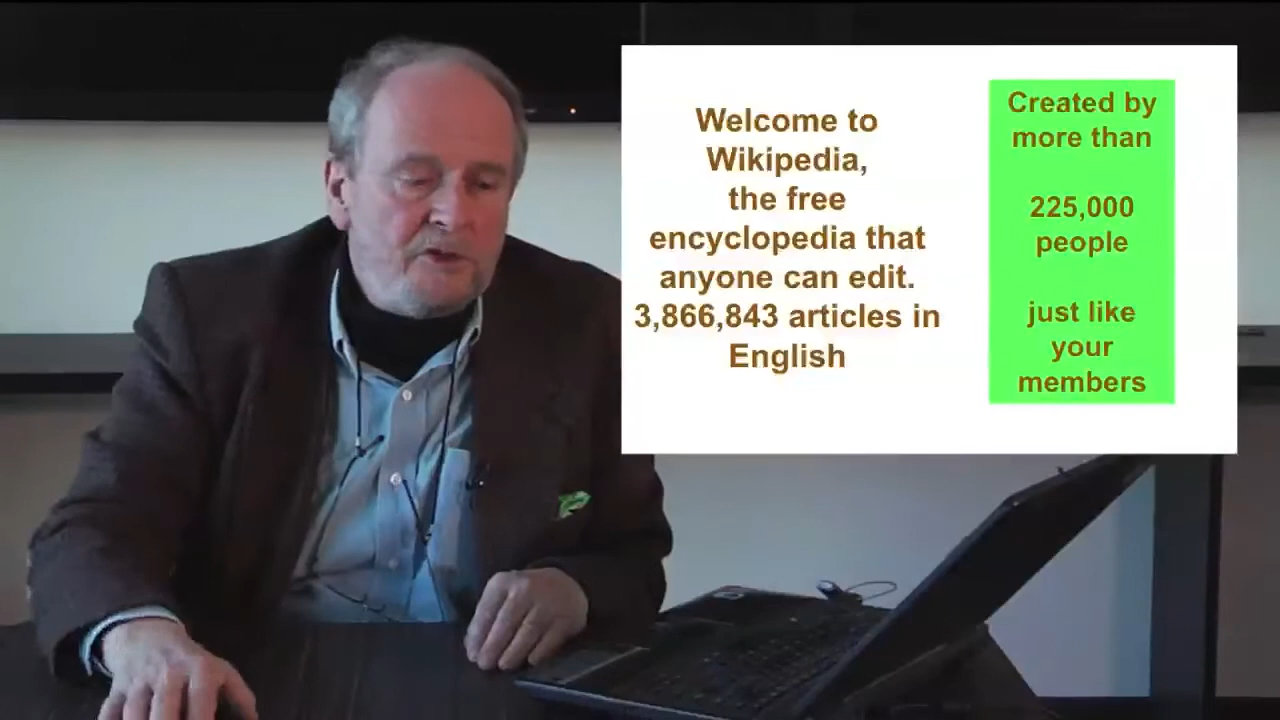 Welcome to
Wikipedia,
the free
encyclopedia that
anyone can edit.
3,866,843 articles in
English
Created by
more than
225,000
people
just like
your
members